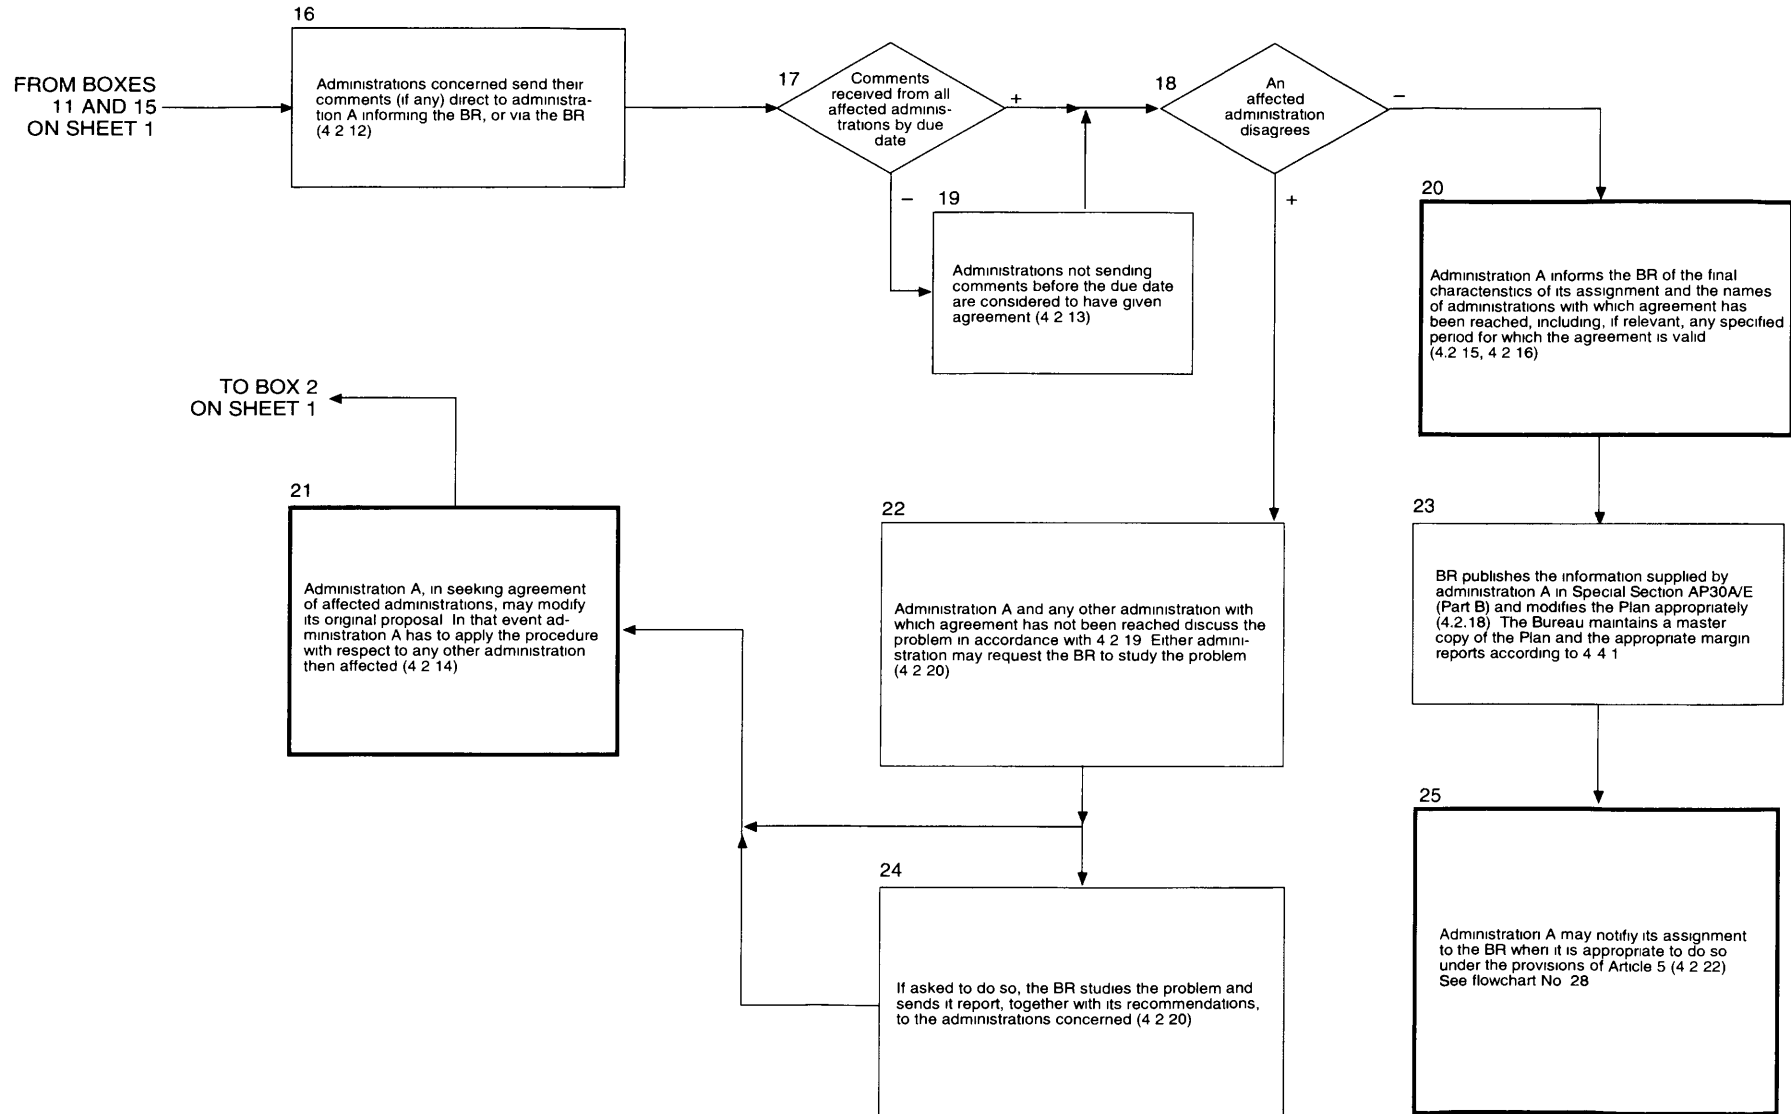 16
FROM BOXES
11 AND 15
ON SHEET 1
Administrations concerned send their
comments (if any) direct to administra-
tion A informing the BR, or via the BR
(4 2 12)
17
Comments
received from all
affected adminis-
trations by due
date
+
–
18
An
affected
administration
disagrees
–
+
19
Administrations not sending
comments before the due date
are considered to have given
agreement (4 2 13)
20
Administration A informs the BR of the final
characteristics of its assignment and the names
of administrations with which agreement has
been reached, including, if relevant, any specified
period for which the agreement is valid
(4.2 15, 4 2 16)
TO BOX 2
ON SHEET 1
21
Administration A, in seeking agreement
of affected administrations, may modify
its original proposal In that event ad-
ministration A has to apply the procedure
with respect to any other administration
then affected (4 2 14)
22
Administration A and any other administration with
which agreement has not been reached discuss the
problem in accordance with 4 2 19 Either admini-
stration may request the BR to study the problem
(4 2 20)
23
BR publishes the information supplied by
administration A in Special Section AP30A/E
(Part B) and modifies the Plan appropriately
(4.2.18) The Bureau maintains a master
copy of the Plan and the appropriate margin
reports according to 4 4 1
24
If asked to do so, the BR studies the problem and
sends it report, together with its recommendations,
to the administrations concerned (4 2 20)
25
Administration A may notifiy its assignment
to the BR when it is appropriate to do so
under the provisions of Article 5 (4 2 22)
See flowchart No 28